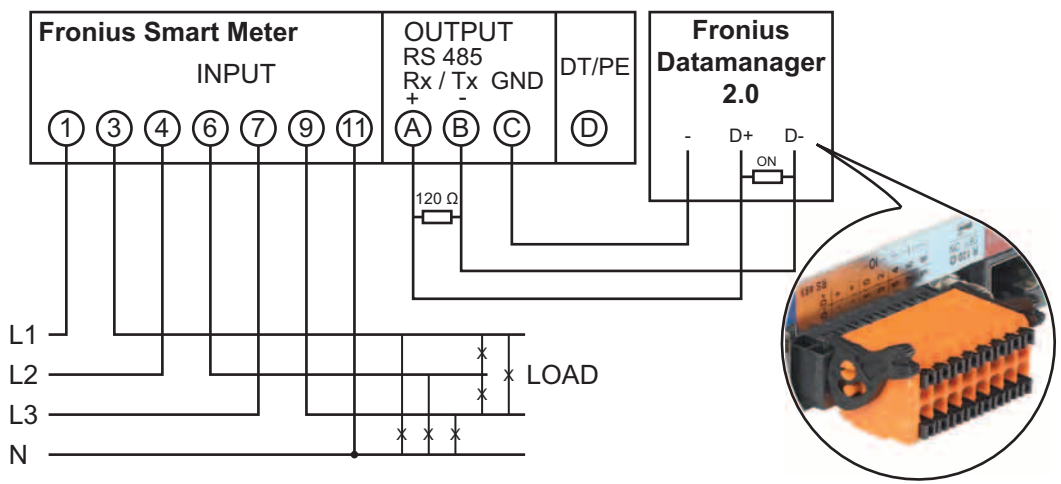 Fronius Smart Meter
INPUT
1 3 4 6 7 9 11
OUTPUT
RS 485
Rx / Tx GND
+ -
A B C
DT/PE
D
Fronius
Datamanager
2.0
- D+ D-
ON
120 Ω
L1
L2
L3
N
x
x
x
x
x
x
LOAD
IO